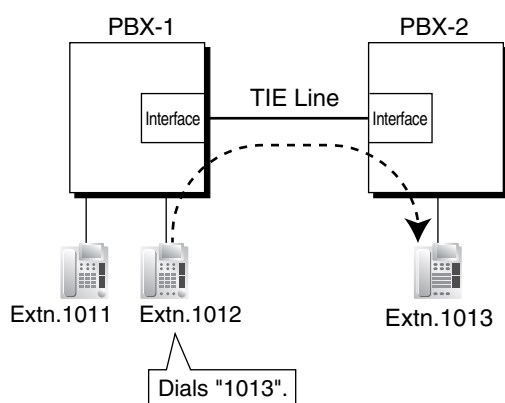 PBX-1
PBX-2
TIE Line
Interface
Interface
Extn.1011
Extn.1012
Extn.1013
Dials "1013".